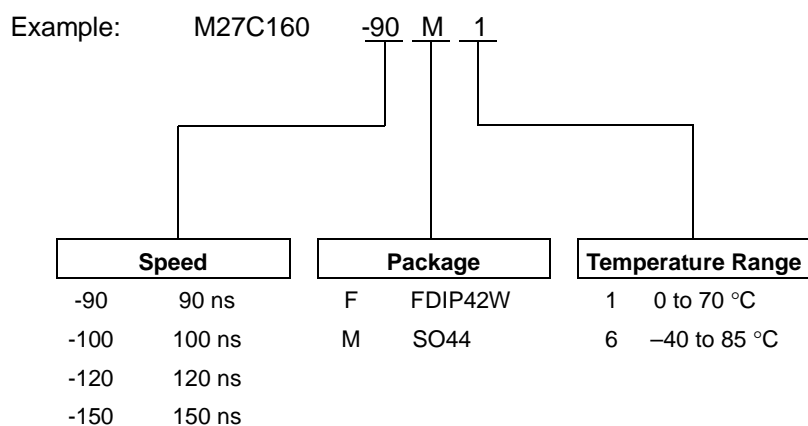 Example: M27C160 -90 M 1
Speed Package Temperature Range
-90 90 ns F FDIP42W 1 0 to 70 °C
-100 100 ns M SO44 6 –40 to 85 °C
-120 120 ns
-150 150 ns